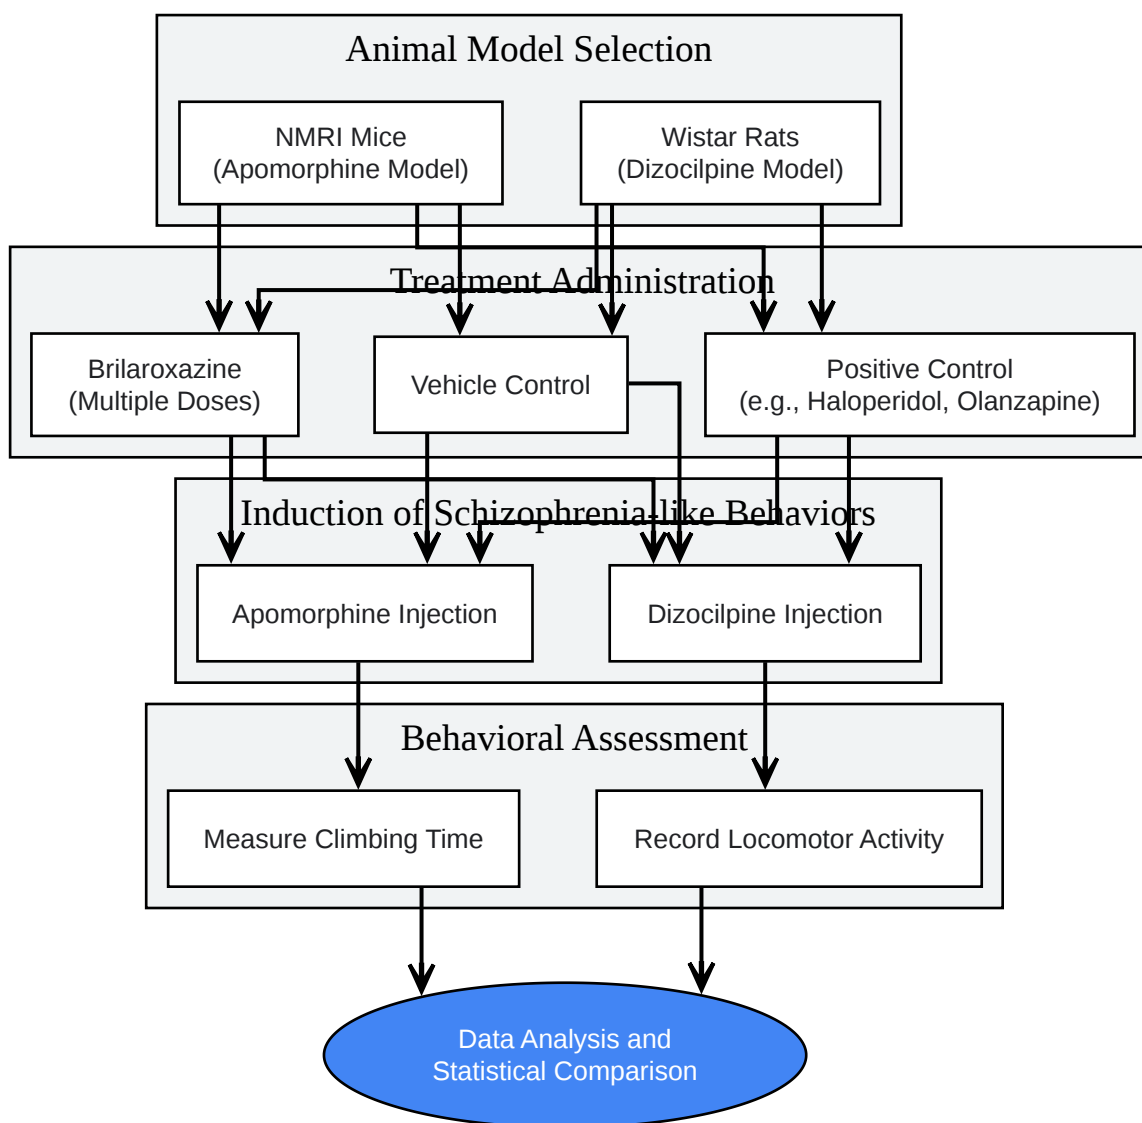 Animal Model Selection
NMRI Mice
(Apomorphine Model)
Wistar Rats
(Dizocilpine Model)
Treatment Administration
Brilaroxazine
(Multiple Doses)
Vehicle Control
Positive Control
(e.g., Haloperidol, Olanzapine)
Induction of Schizophrenia-like Behaviors
Apomorphine Injection
Dizocilpine Injection
Behavioral Assessment
Measure Climbing Time
Record Locomotor Activity
Data Analysis and
Statistical Comparison